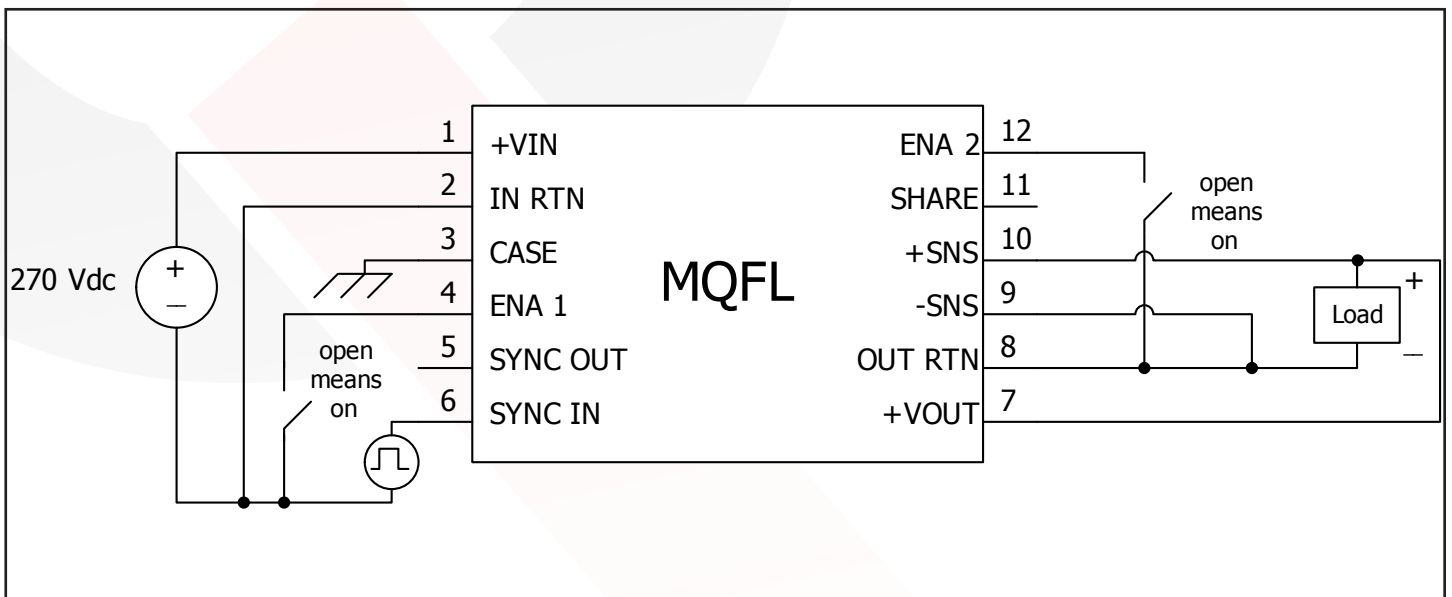 270 Vdc
+
—
1
+VIN
2
IN RTN
3
CASE
4
ENA 1
5
SYNC OUT
6
SYNC IN
open
means
on
MQFL
12
ENA 2
11
SHARE
10
+SNS
9
-SNS
8
OUT RTN
7
+VOUT
open
means
on
+
Load
—